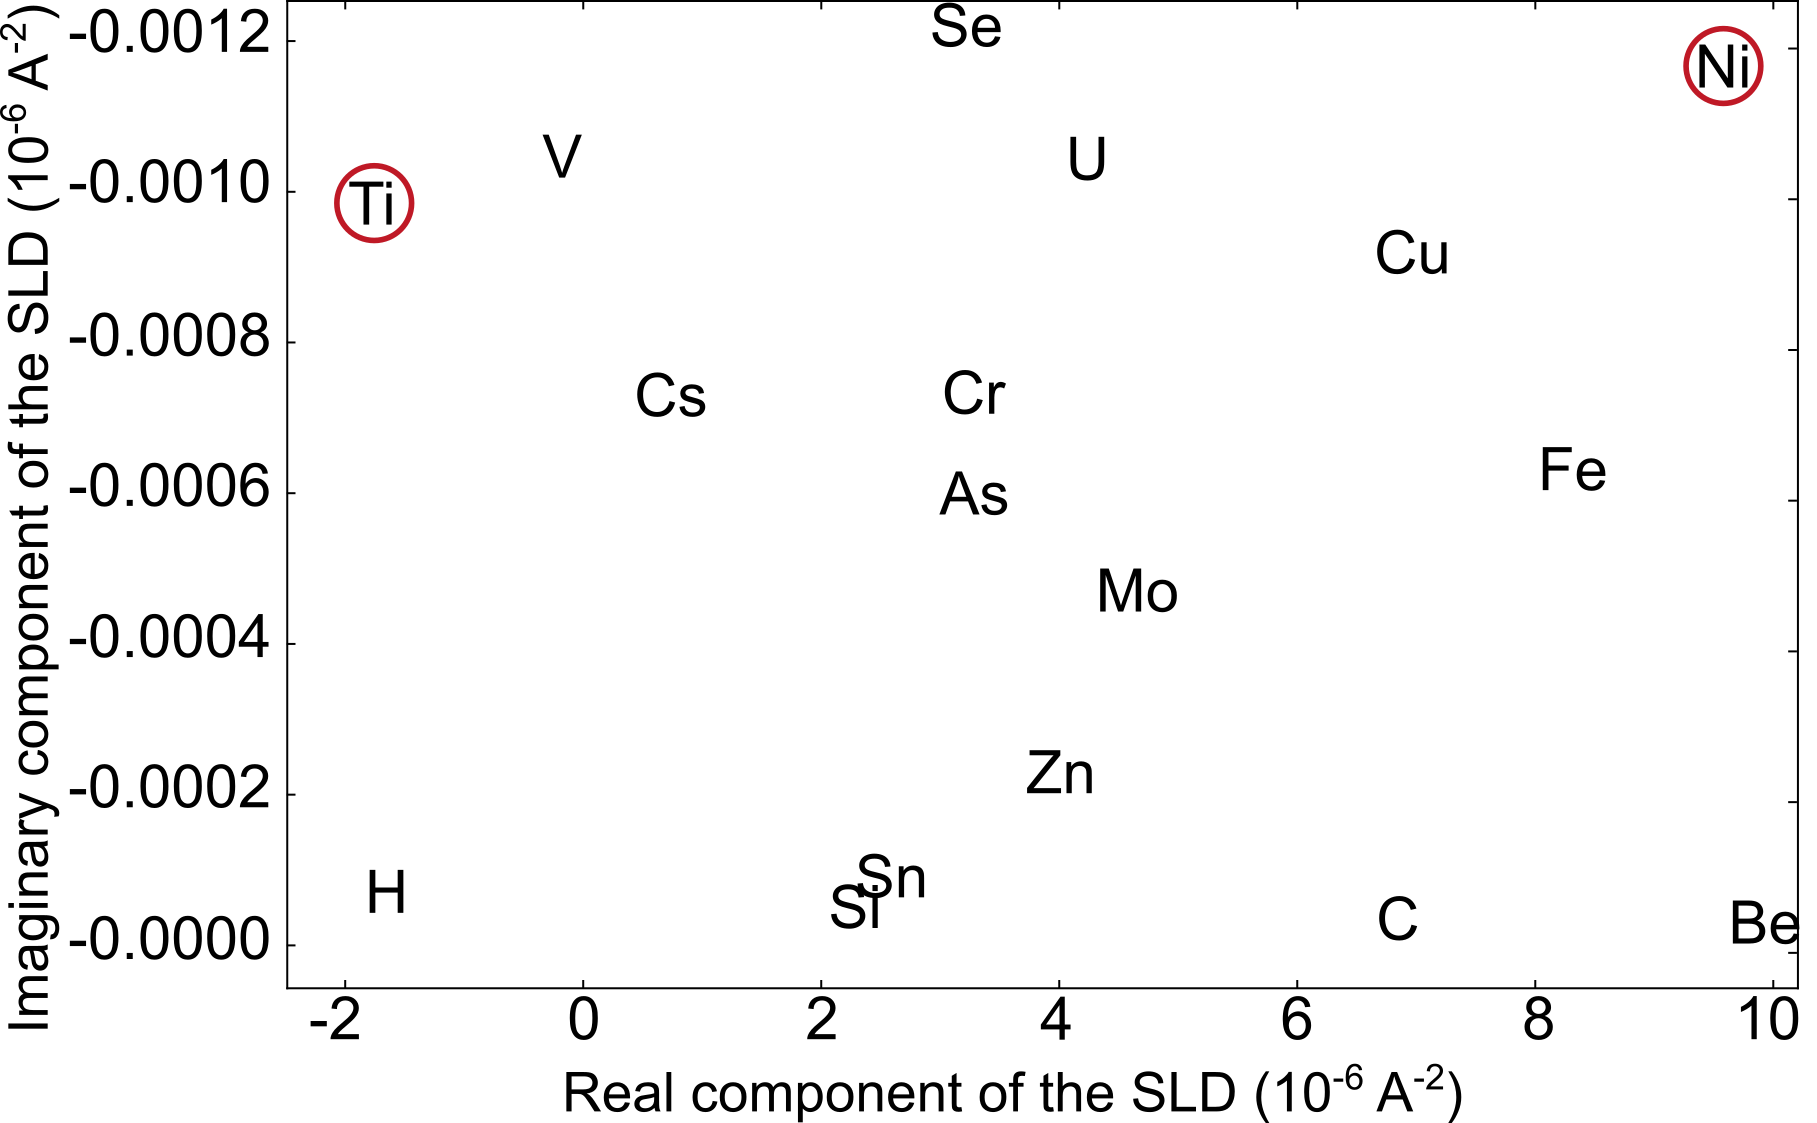 Imaginary component of the SLD (10-6 A-2)
-0.0012
-0.0010
-0.0008
-0.0006
-0.0004
-0.0002
-0.0000
Se
Ni
V
U
Ti
Cu
Cs
Cr
Fe
As
Mo
Zn
Sn
H
Si
C
Be
-2 0 2 4 6 8 10
Real component of the SLD (10-6 A-2)